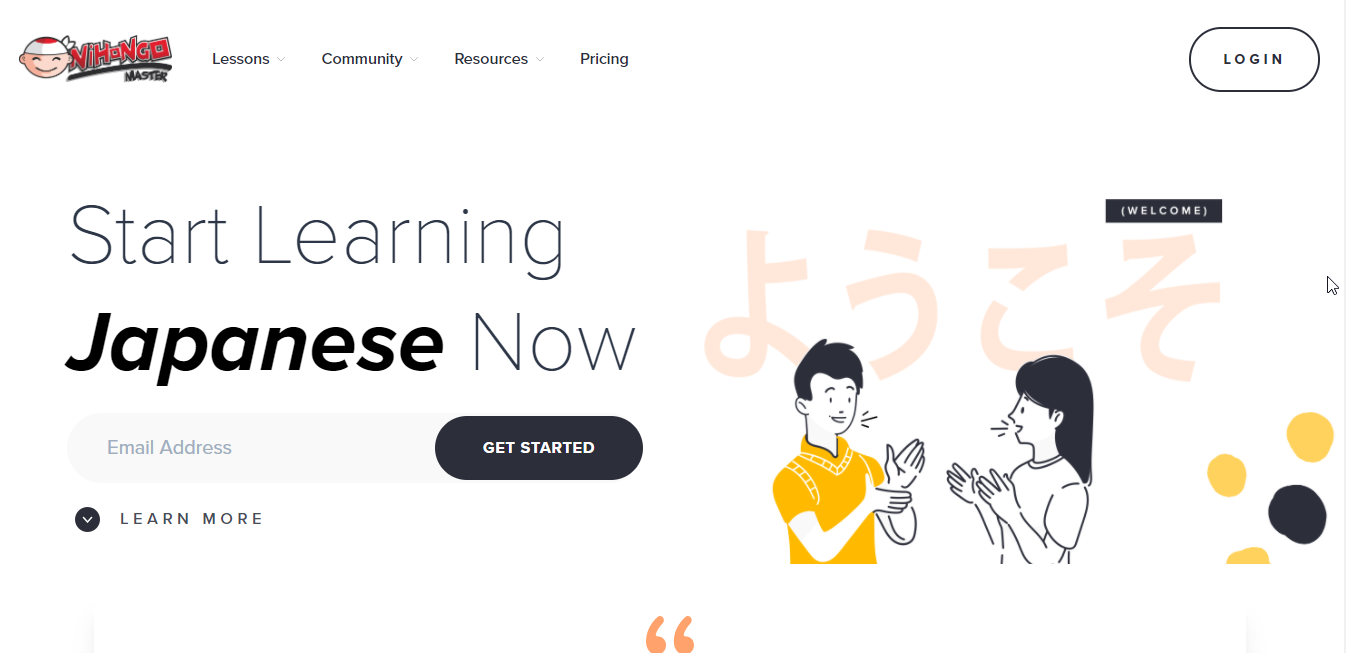 NiHoNGO
MASTER
Lessons
Community
Resources
Pricing
LOGIN
Start Learning
Japanese Now
Email Address
GET STARTED
LEARN MORE
(WELCOME)
ようこそ
“